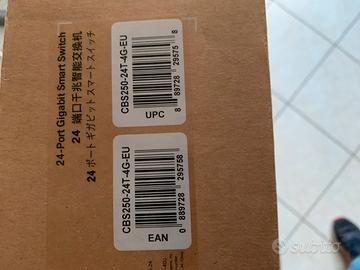 24-Port Gigabit Smart Switch
24 端口千兆智能交换机
24 ポート ギガビット スマート スイッチ
CBS250-24T-4G-EU
8 89728 29575 8
UPC
CBS250-24T-4G-EU
0 889728 295758
EAN
subito